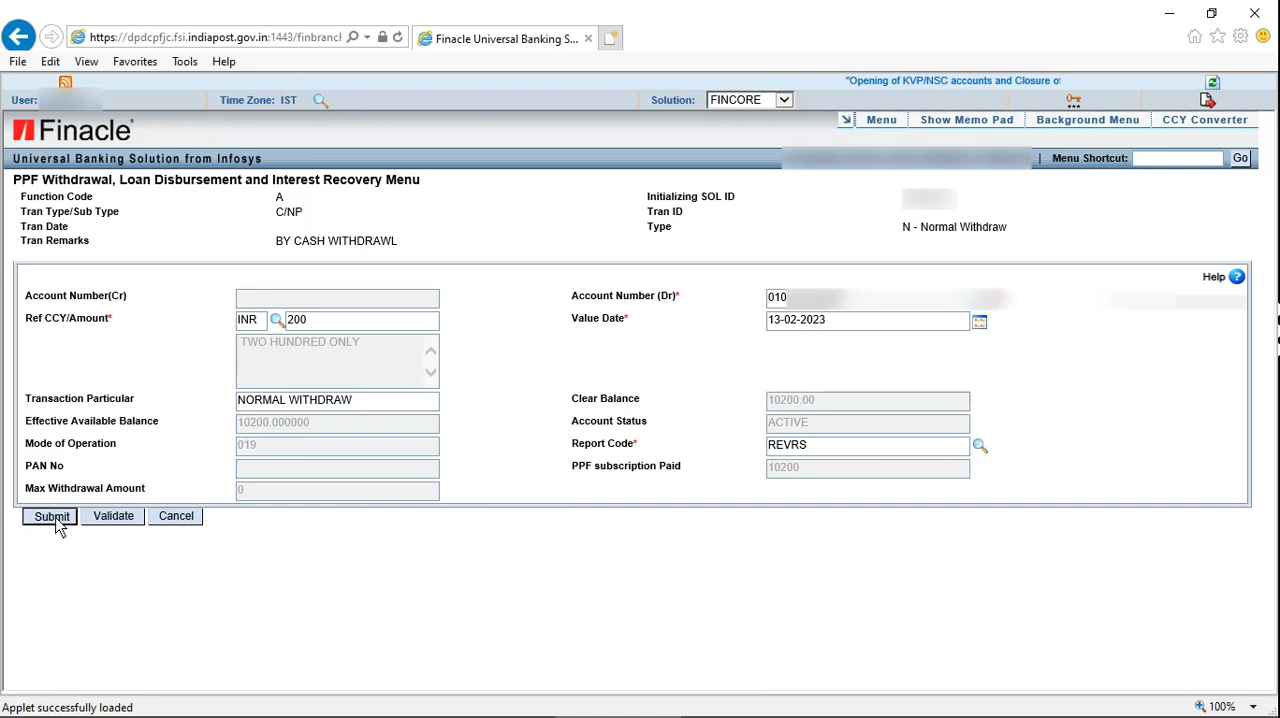 https://dpdcpfjc.fsi.indiapost.gov.in:1443/finbranch
Finacle Universal Banking S...
File Edit View Favorites Tools Help
"Opening of KVP/NSC accounts and Closure of
User: Time Zone: IST Solution: FINCORE
Finacle Menu Show Memo Pad Background Menu CCY Converter
Universal Banking Solution from Infosys Menu Shortcut: Go
PPF Withdrawal, Loan Disbursement and Interest Recovery Menu
Function Code A Initializing SOL ID
Tran Type/Sub Type C/NP Tran ID
Tran Date Type N - Normal Withdraw
Tran Remarks BY CASH WITHDRAWL
Help ?
Account Number(Cr) Account Number (Dr)* 010
Ref CCY/Amount* INR 200 Value Date* 13-02-2023
TWO HUNDRED ONLY
Transaction Particular NORMAL WITHDRAW Clear Balance 10200.00
Effective Available Balance 10200.000000 Account Status ACTIVE
Mode of Operation 019 Report Code* REVRS
PAN No PPF subscription Paid 10200
Max Withdrawal Amount 0
Submit Validate Cancel
Applet successfully loaded 100%